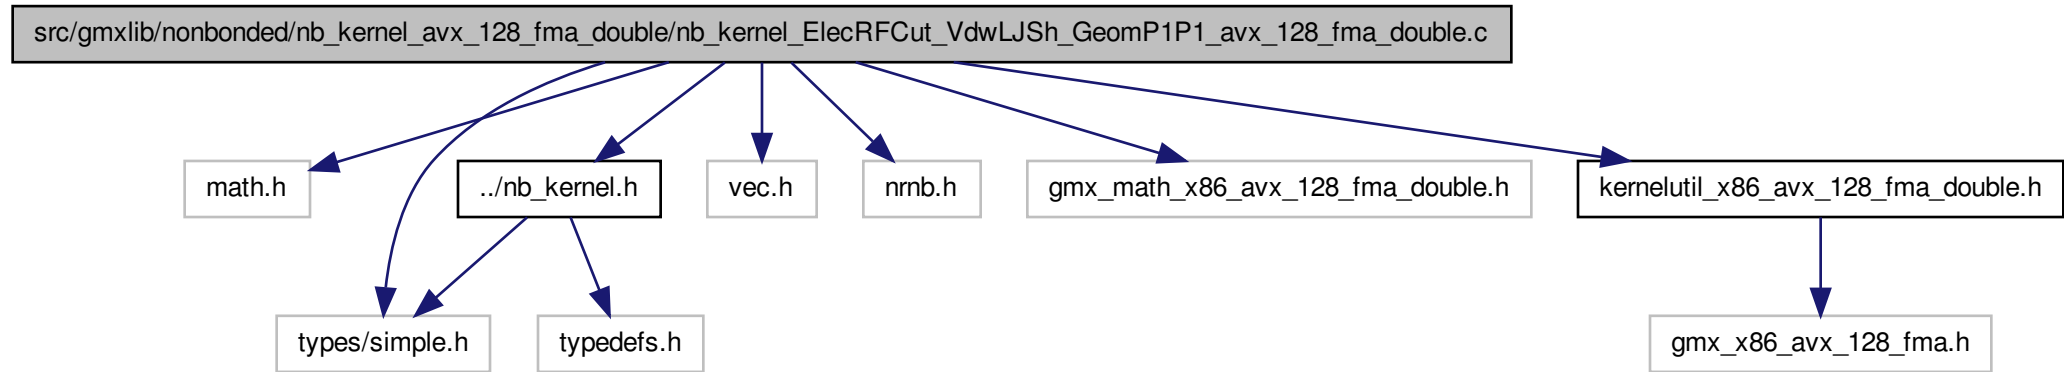 src/gmxlib/nonbonded/nb_kernel_avx_128_fma_double/nb_kernel_ElecRFCut_VdwLJSh_GeomP1P1_avx_128_fma_double.c
math.h
../nb_kernel.h
vec.h
nrnb.h
gmx_math_x86_avx_128_fma_double.h
kernelutil_x86_avx_128_fma_double.h
types/simple.h
typedefs.h
gmx_x86_avx_128_fma.h